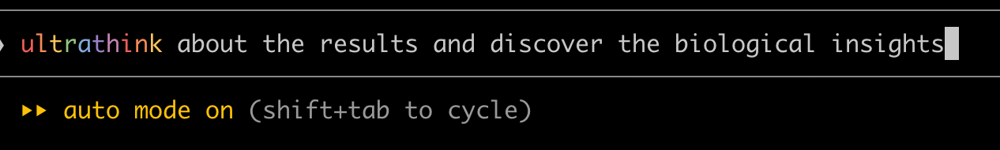 ❯ ultrathink about the results and discover the biological insights
⏵⏵ auto mode on (shift+tab to cycle)